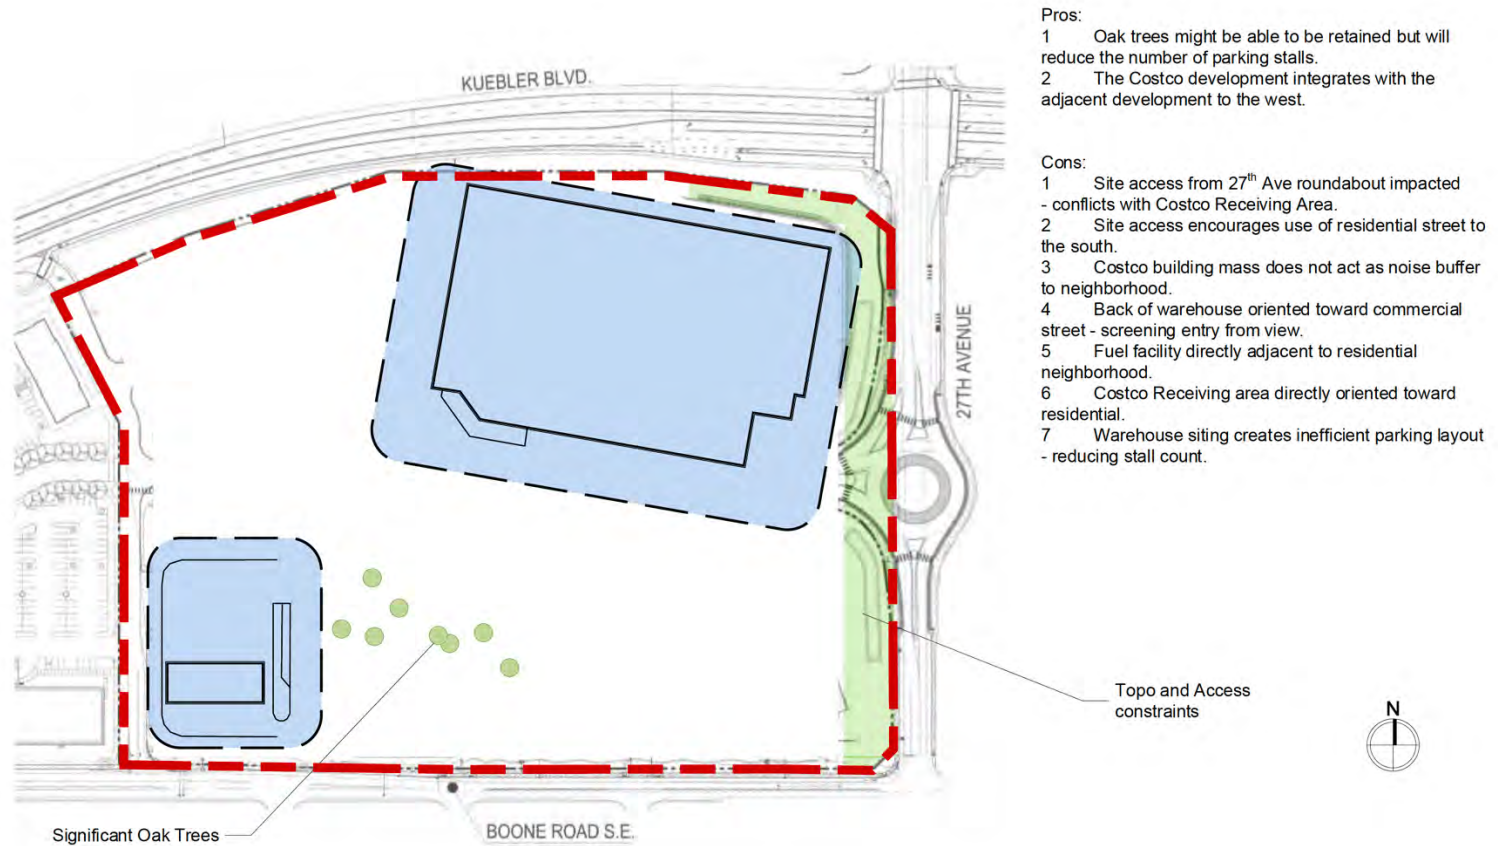 Pros:
1 Oak trees might be able to be retained but will
reduce the number of parking stalls.
2 The Costco development integrates with the
adjacent development to the west.
KUEBLER BLVD.
Cons:
1 Site access from 27th Ave roundabout impacted
- conflicts with Costco Receiving Area.
2 Site access encourages use of residential street to
the south.
3 Costco building mass does not act as noise buffer
to neighborhood.
4 Back of warehouse oriented toward commercial
street - screening entry from view.
5 Fuel facility directly adjacent to residential
neighborhood.
6 Costco Receiving area directly oriented toward
residential.
7 Warehouse siting creates inefficient parking layout
- reducing stall count.
27TH AVENUE
Topo and Access
constraints
N
Significant Oak Trees
BOONE ROAD S.E.